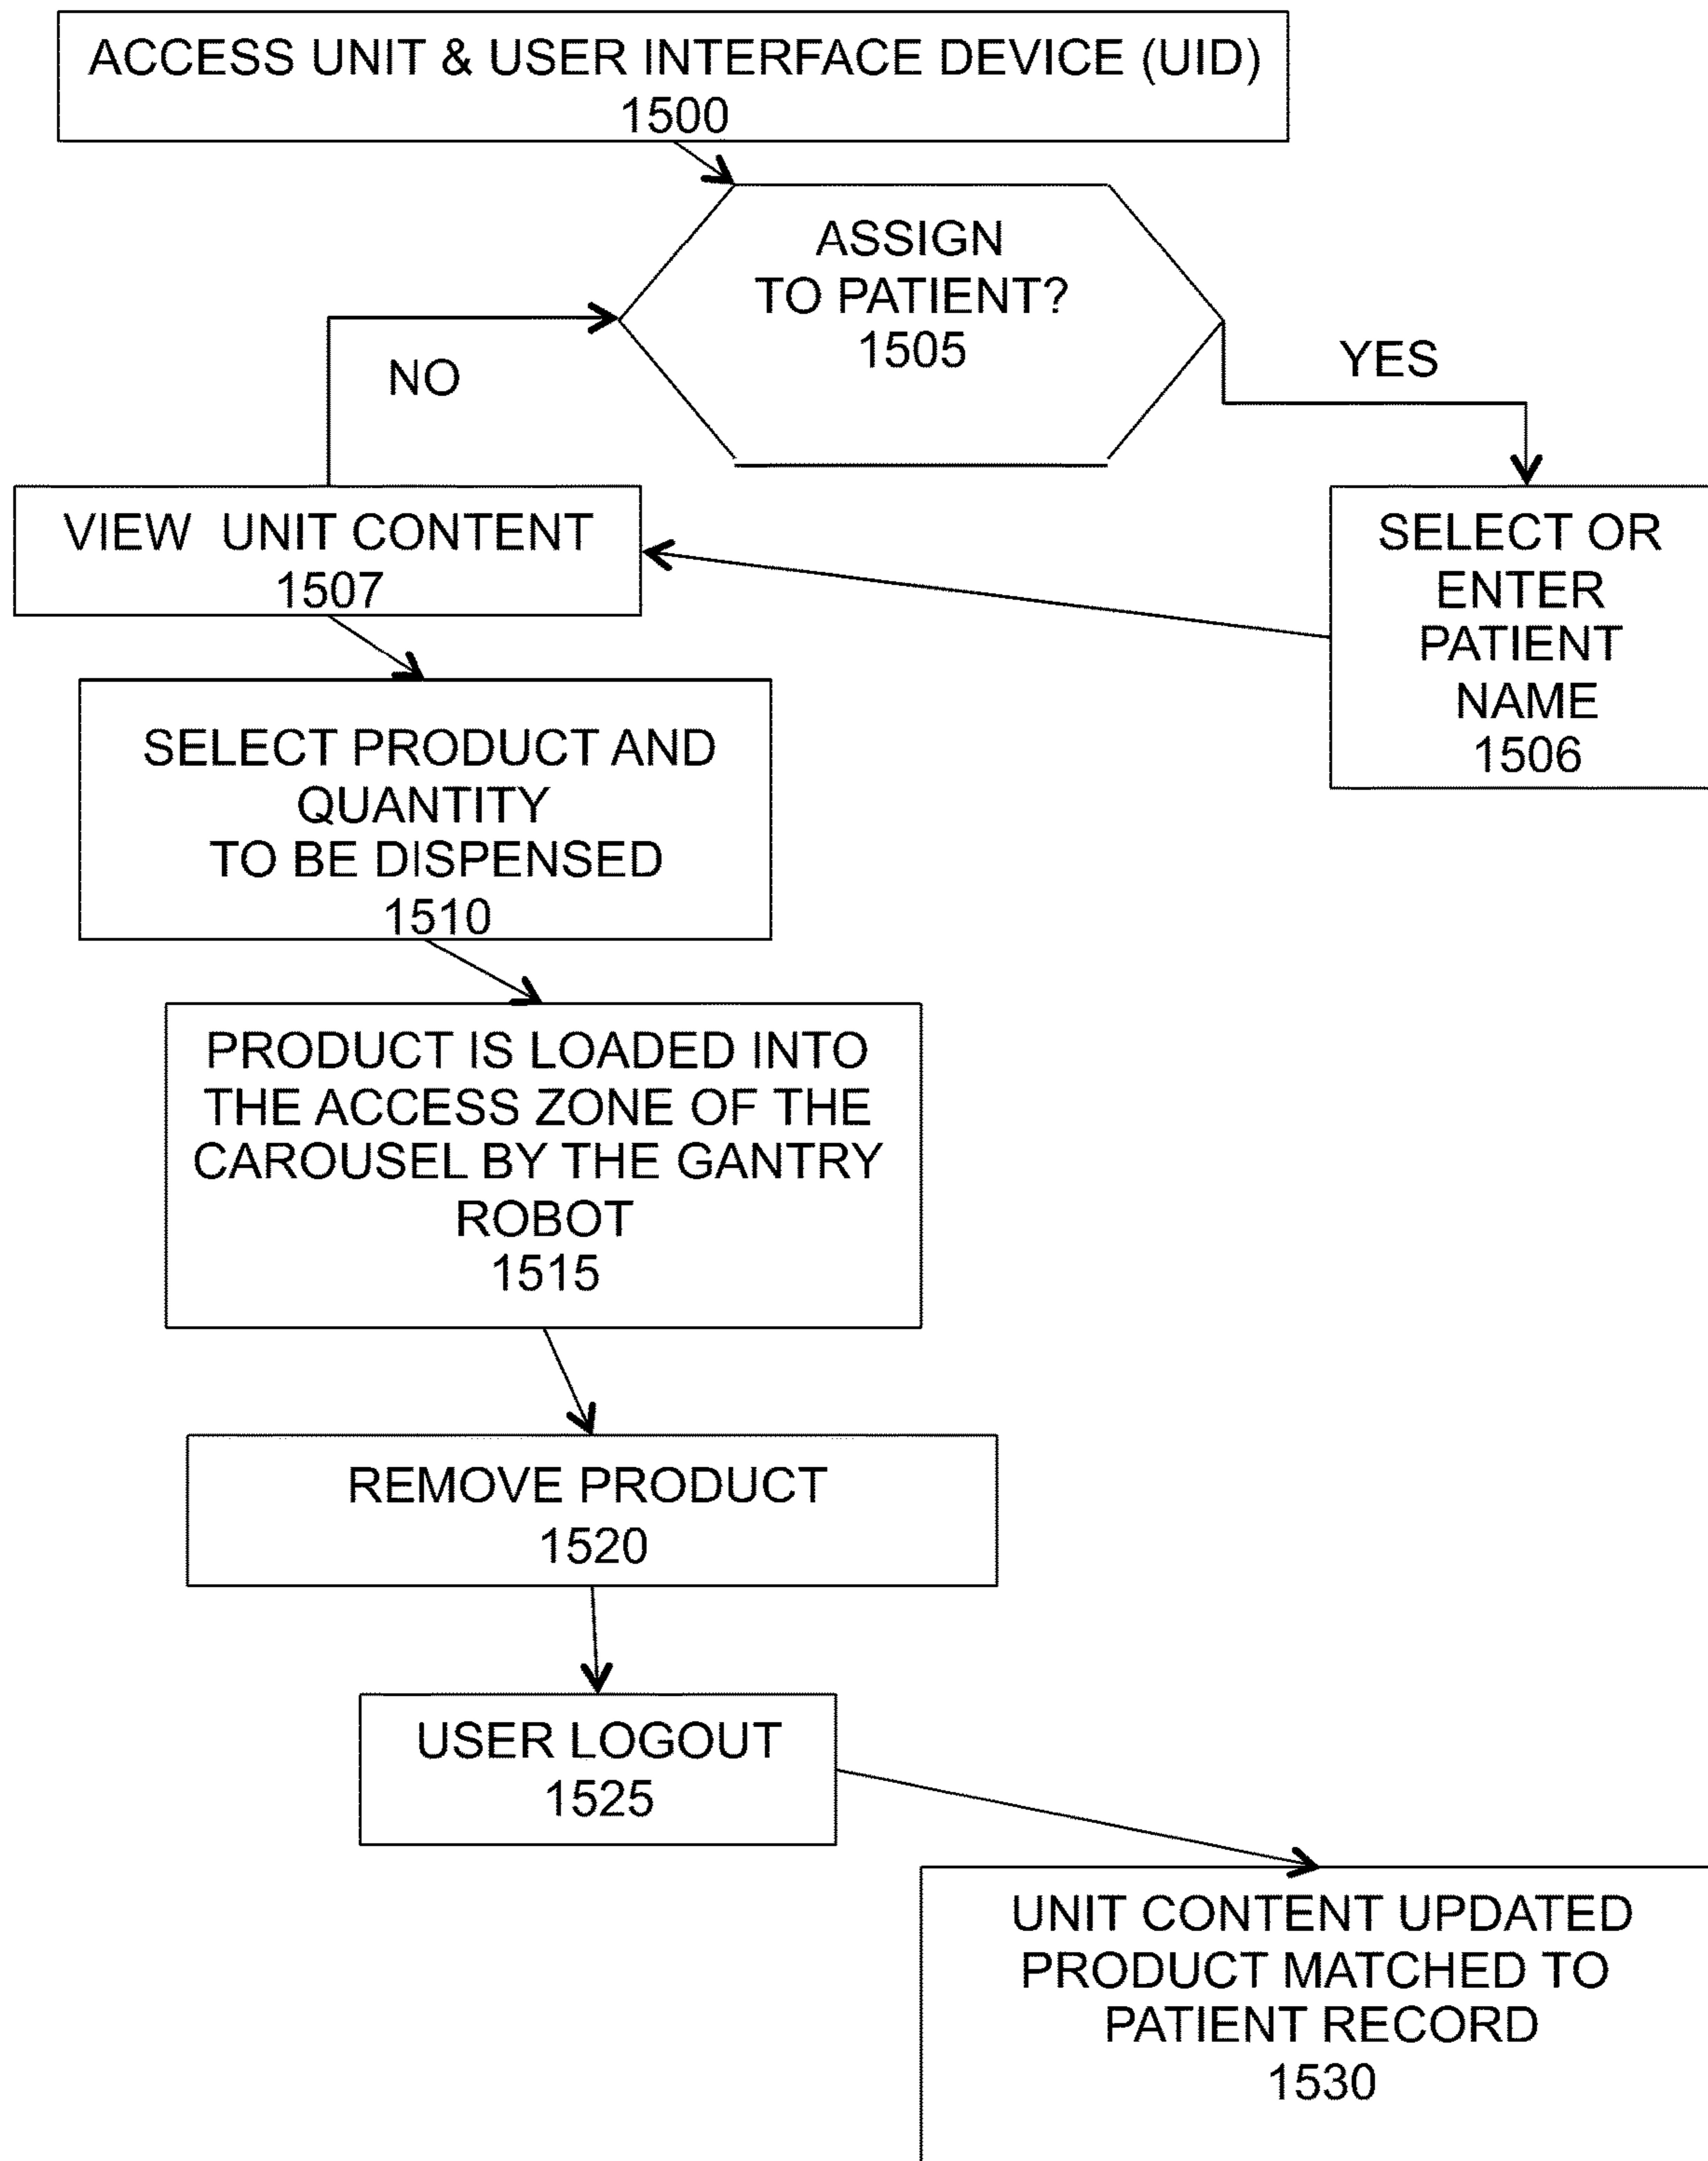 ACCESS UNIT & USER INTERFACE DEVICE (UID)
1500
ASSIGN
TO PATIENT?
1505
NO
YES
VIEW UNIT CONTENT
1507
SELECT OR
ENTER
PATIENT
NAME
1506
SELECT PRODUCT AND
QUANTITY
TO BE DISPENSED
1510
PRODUCT IS LOADED INTO
THE ACCESS ZONE OF THE
CAROUSEL BY THE GANTRY
ROBOT
1515
REMOVE PRODUCT
1520
USER LOGOUT
1525
UNIT CONTENT UPDATED
PRODUCT MATCHED TO
PATIENT RECORD
1530